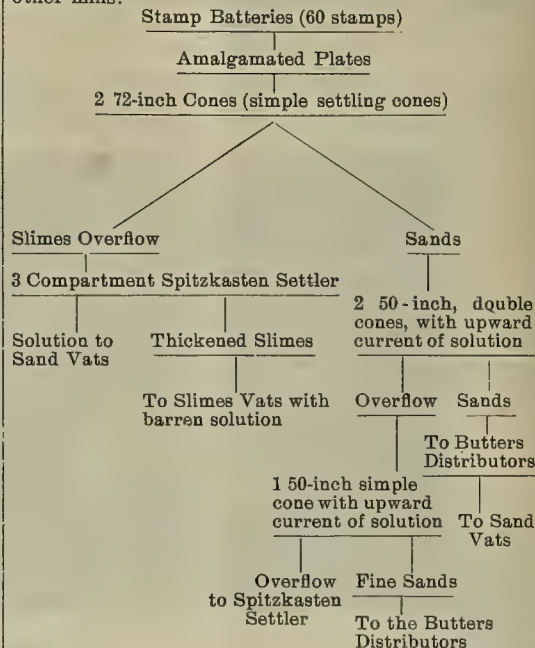 other mills:
Stamp Batteries (60 stamps)
Amalgamated Plates
2 72-inch Cones (simple settling cones)
Slimes Overflow
Sands
3 Compartment Spitzkasten Settler
2 50-inch, double
cones, with upward
current of solution
Solution to
Sand Vats
Thickened Slimes
To Slimes Vats with
barren solution
Overflow
Sands
To Butters
Distributors
1 50-inch simple
cone with upward
current of solution
To Sand
Vats
Overflow
to Spitzkasten
Settler
Fine Sands
To the Butters
Distributors